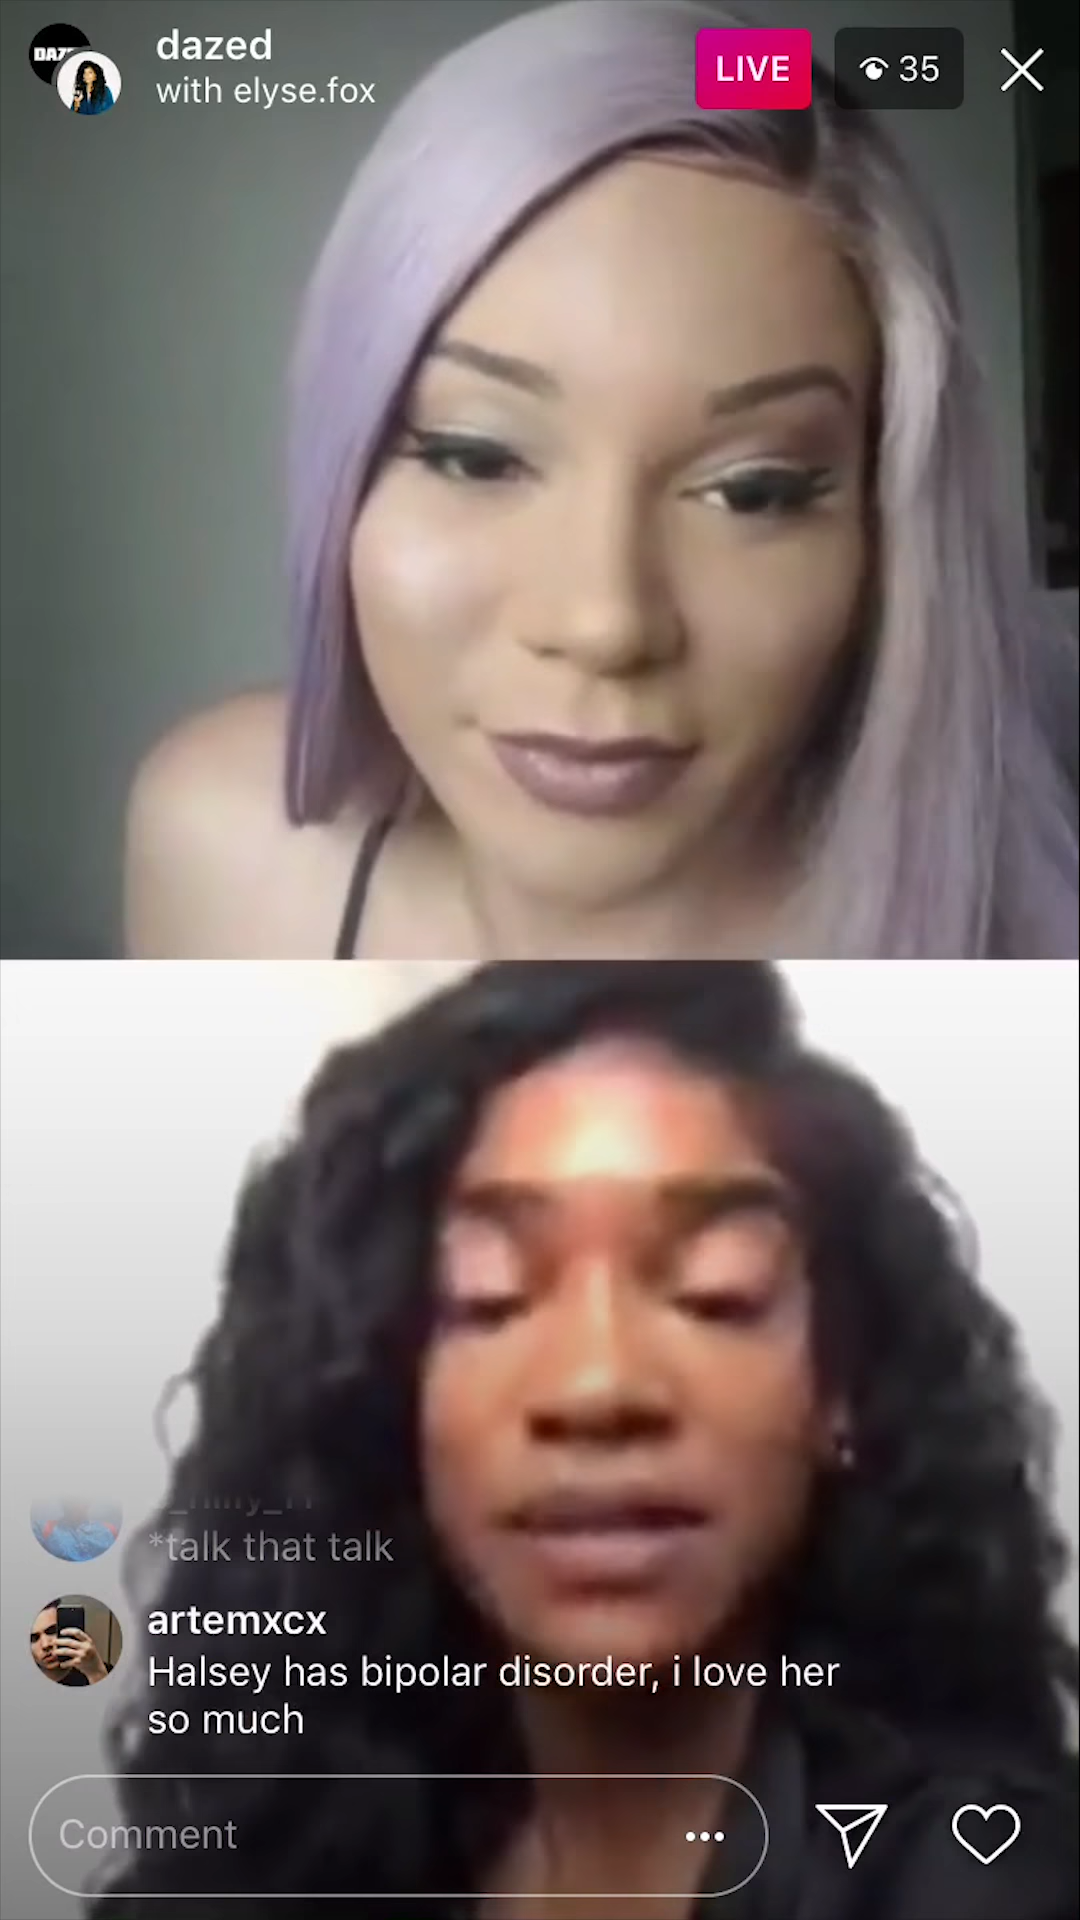 DAZE
dazed
with elyse.fox
LIVE
35
*talk that talk
artemxcx
Halsey has bipolar disorder, i love her
so much
Comment